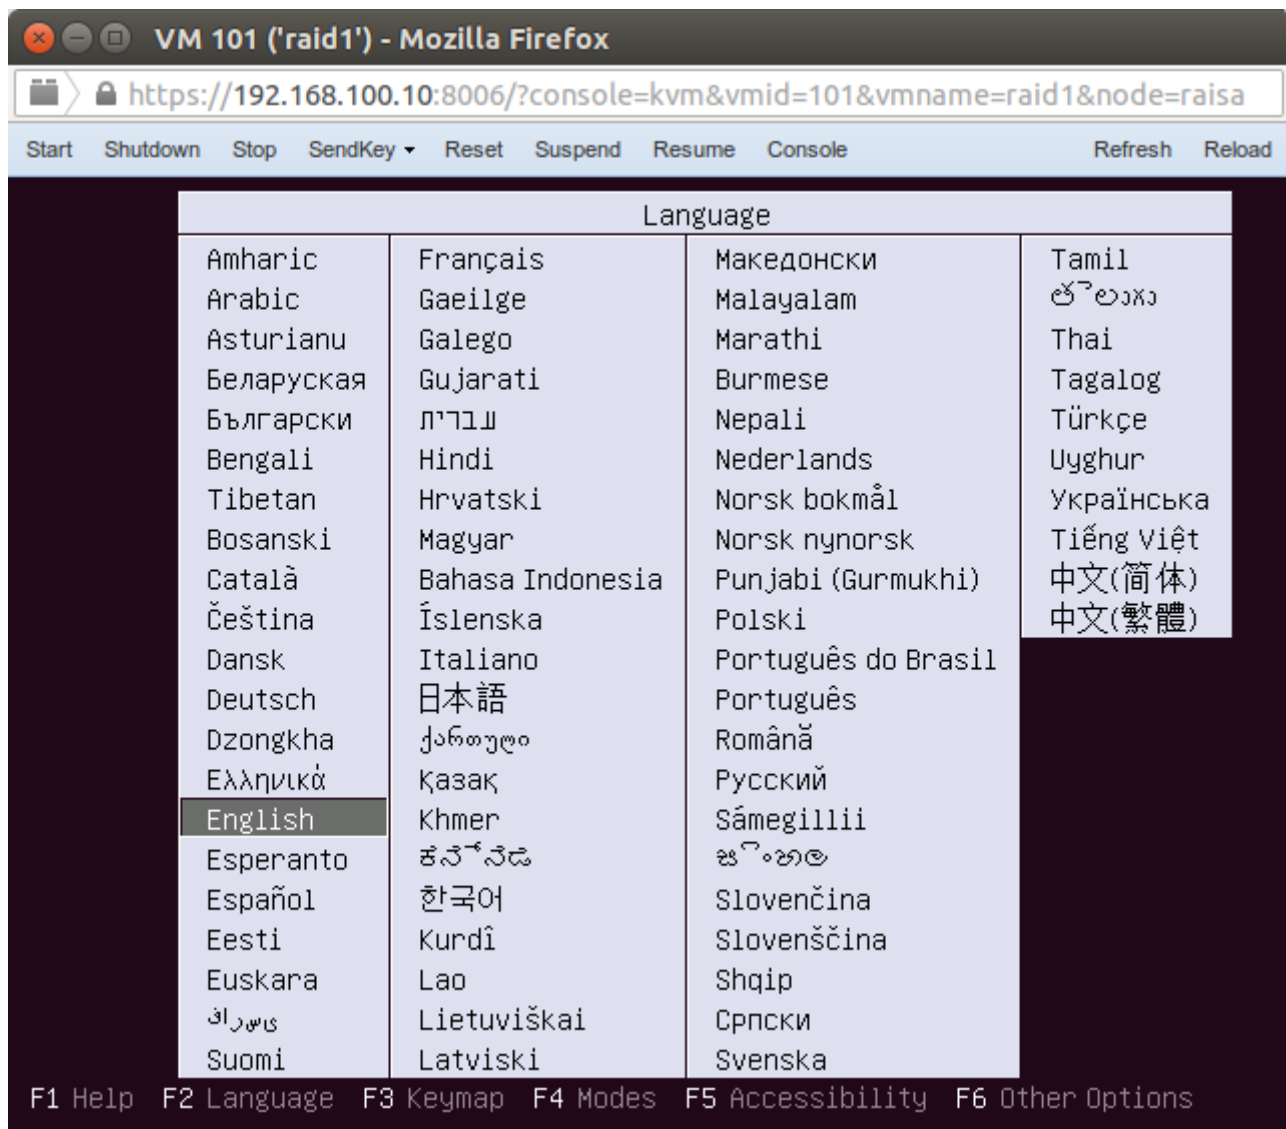 VM 101 ('raid1') - Mozilla Firefox
https://192.168.100.10:8006/?console=kvm&vmid=101&vmname=raid1&node=raisa
Start Shutdown Stop SendKey Reset Suspend Resume Console Refresh Reload
Language
Amharic
Arabic
Asturianu
Беларуская
Български
Bengali
Tibetan
Bosanski
Català
Čeština
Dansk
Deutsch
Dzongkha
Ελληνικά
English
Esperanto
Español
Eesti
Euskara
فارسی
Suomi
Français
Gaeilge
Galego
Gujarati
עברית
Hindi
Hrvatski
Magyar
Bahasa Indonesia
Íslenska
Italiano
日本語
ქართული
Қазақ
Khmer
ಕನ್ನಡ
한국어
Kurdî
Lao
Lietuviškai
Latviski
Македонски
Malayalam
Marathi
Burmese
Nepali
Nederlands
Norsk bokmål
Norsk nynorsk
Punjabi (Gurmukhi)
Polski
Português do Brasil
Português
Română
Русский
Sámegillii
සිංහල
Slovenčina
Slovenščina
Shqip
Српски
Svenska
Tamil
తెలుగు
Thai
Tagalog
Türkçe
Uyghur
Українська
Tiếng Việt
中文(简体)
中文(繁體)
F1 Help F2 Language F3 Keymap F4 Modes F5 Accessibility F6 Other Options